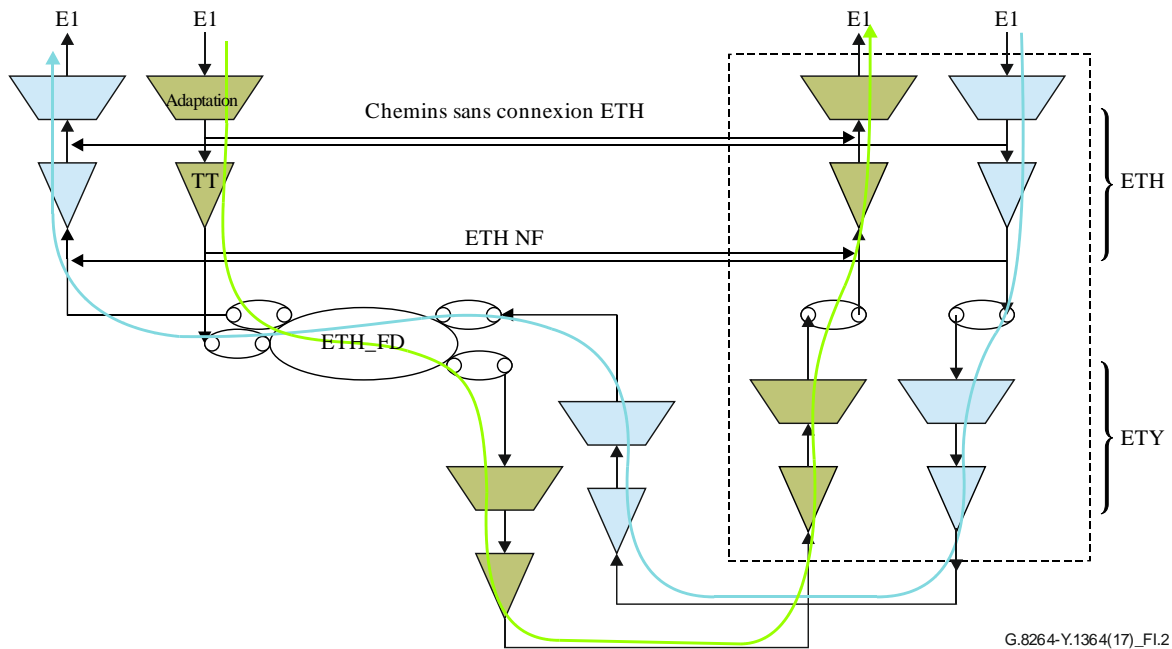 E1 E1 E1 E1
Adaptation
Chemins sans connexion ETH
TT
ETH
ETH NF
ETH_FD
ETY
G.8264-Y.1364(17)_FI.2